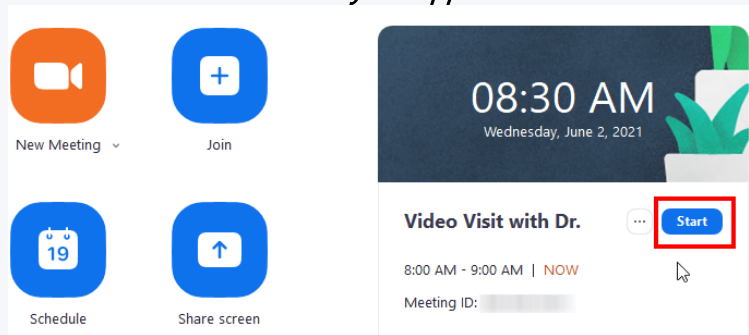 08:30 AM
Wednesday, June 2, 2021
New Meeting
Join
Video Visit with Dr.
Start
8:00 AM - 9:00 AM | NOW
19
Meeting ID:
Schedule
Share screen